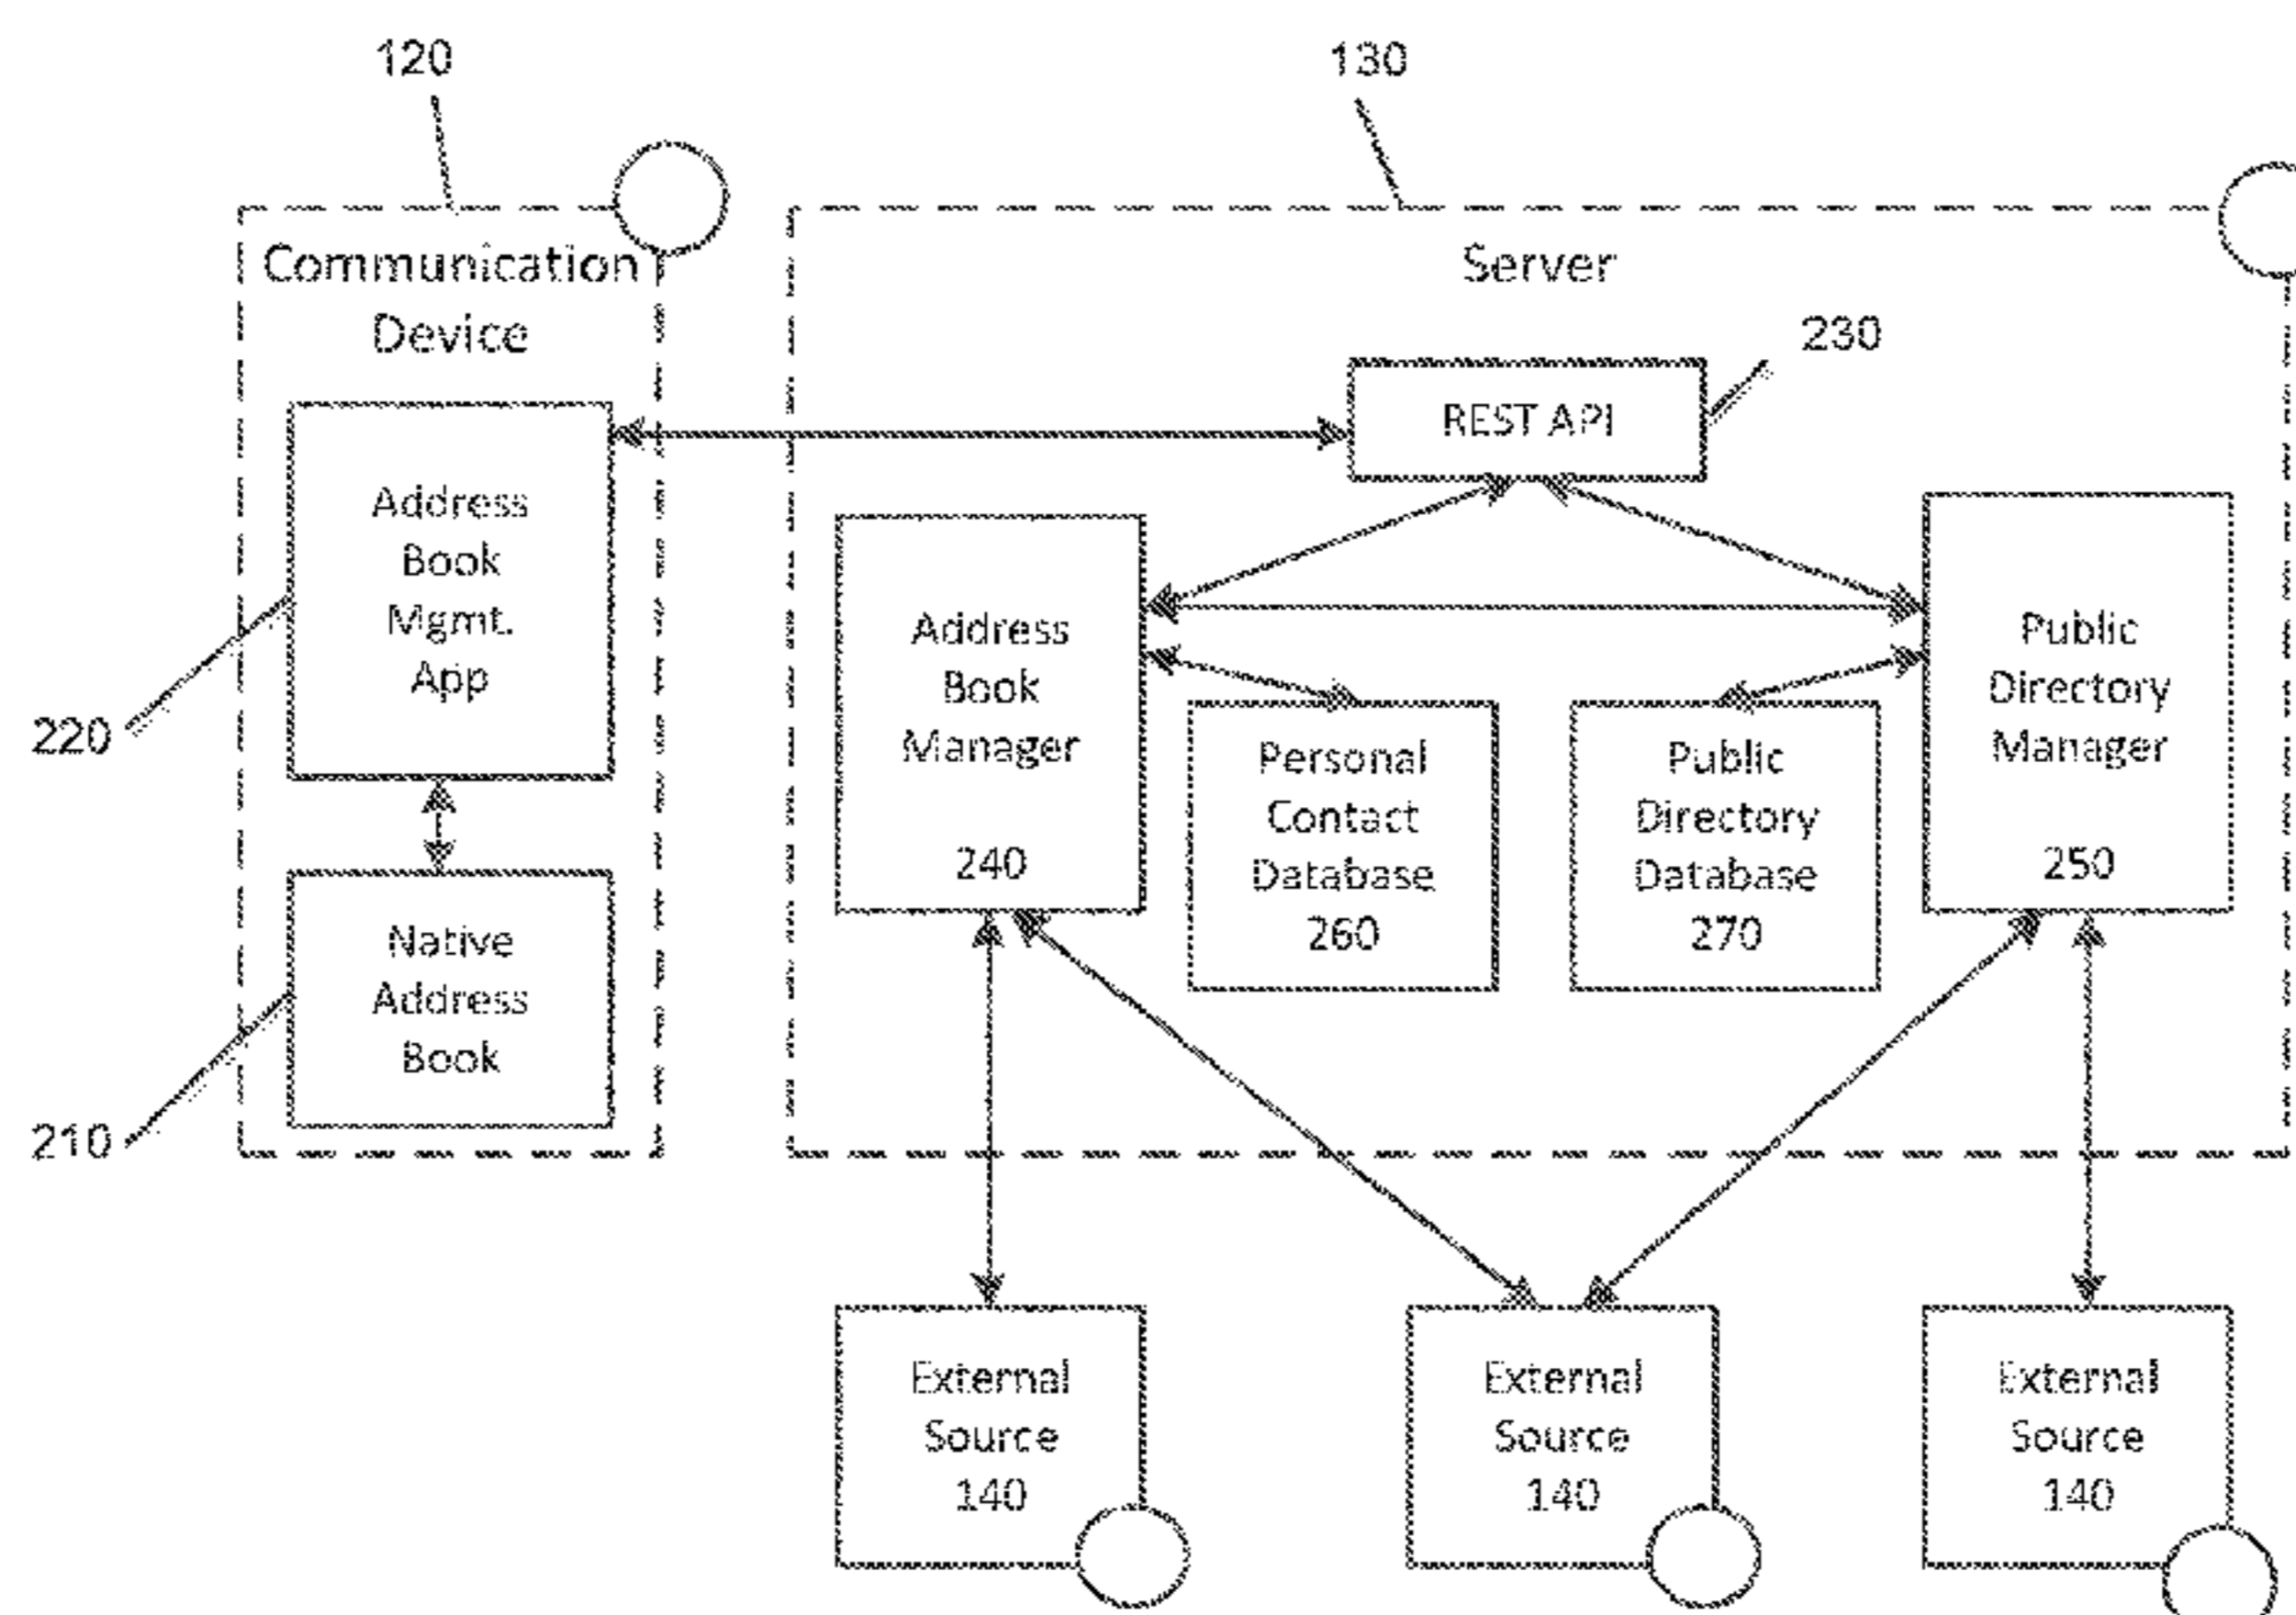 120
130
Communication
Device
Server
230
REST API
Address
Book
Mgmt.
App
220
Address
Book
Manager
240
Personal
Contact
Database
260
Public
Directory
Database
270
Public
Directory
Manager
250
Native
Address
Book
210
External
Source
140
External
Source
140
External
Source
140